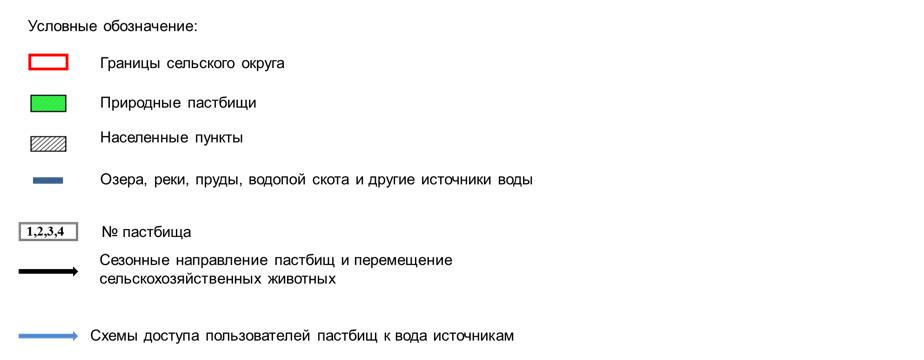 Условные обозначение:
Границы сельского округа
Природные пастбищи
Населенные пункты
Озера, реки, пруды, водопой скота и другие источники воды
1,2,3,4
№ пастбища
Сезонные направление пастбищ и перемещение
сельскохозяйственных животных
Схемы доступа пользователей пастбищ к вода источникам